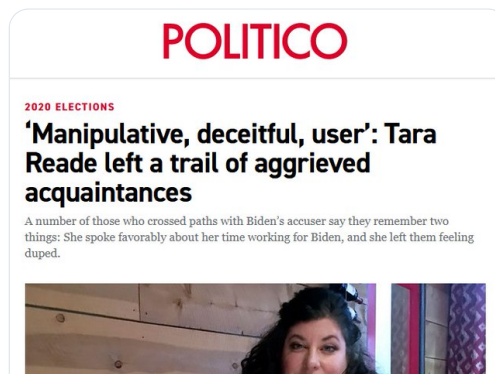 POLITICO
2020 ELECTIONS
‘Manipulative, deceitful, user’: Tara
Reade left a trail of aggrieved
acquaintances
A number of those who crossed paths with Biden's accuser say they remember two
things: She spoke favorably about her time working for Biden, and she left them feeling
duped.